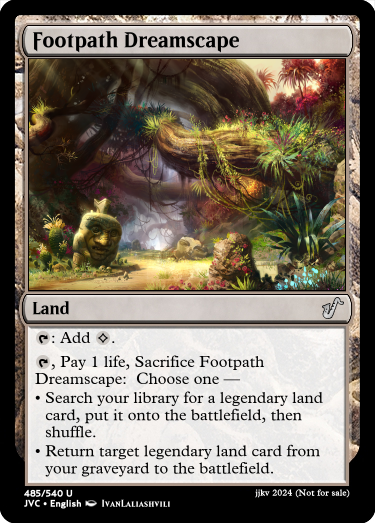 Footpath Dreamscape
Land
: Add .
, Pay 1 life, Sacrifice Footpath
Dreamscape: Choose one —
• Search your library for a legendary land
card, put it onto the battlefield, then
shuffle.
• Return target legendary land card from
your graveyard to the battlefield.
485/540 U
JVC • English IvanLaliashvili
jjkv 2024 (Not for sale)